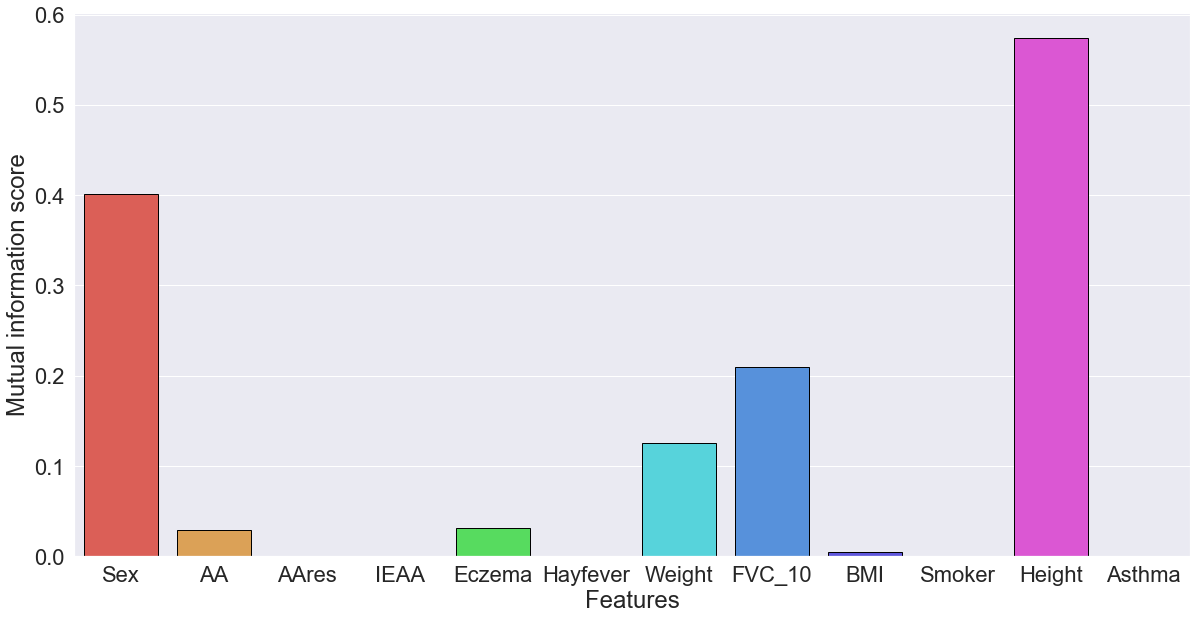 Mutual information score
0.6
0.5
0.4
0.3
0.2
0.1
0.0
Sex AA AAres IEAA Eczema Hayfever Weight FVC_10 BMI Smoker Height Asthma
Features